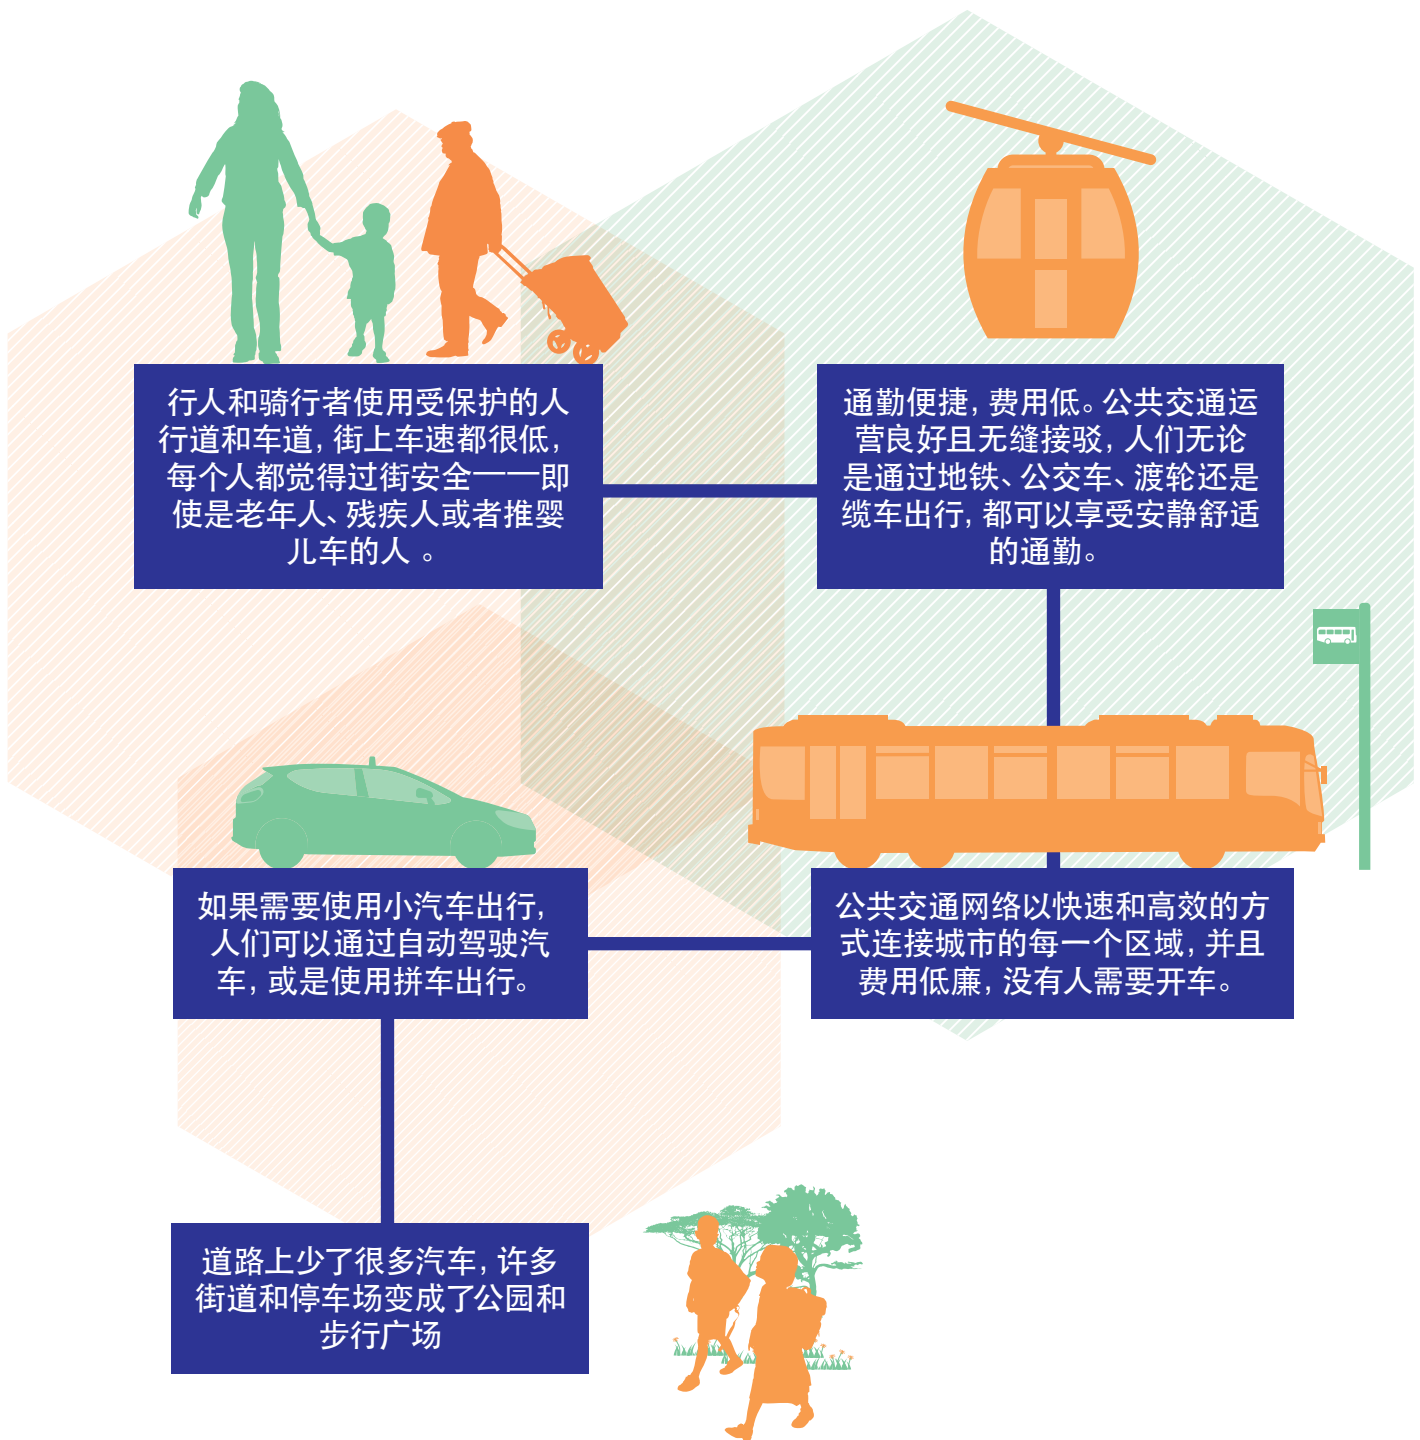 行人和骑行者使用受保护的人
行道和车道，街上车速都很低，
每个人都觉得过街安全——即
使是老年人、残疾人或者推婴
儿车的人 。
通勤便捷，费用低。公共交通运
营良好且无缝接驳，人们无论
是通过地铁、公交车、渡轮还是
缆车出行，都可以享受安静舒适
的通勤。
公共交通网络以快速和高效的方
式连接城市的每一个区域，并且
费用低廉，没有人需要开车。
如果需要使用小汽车出行，
人们可以通过自动驾驶汽
车，或是使用拼车出行。
道路上少了很多汽车，许多
街道和停车场变成了公园和
步行广场